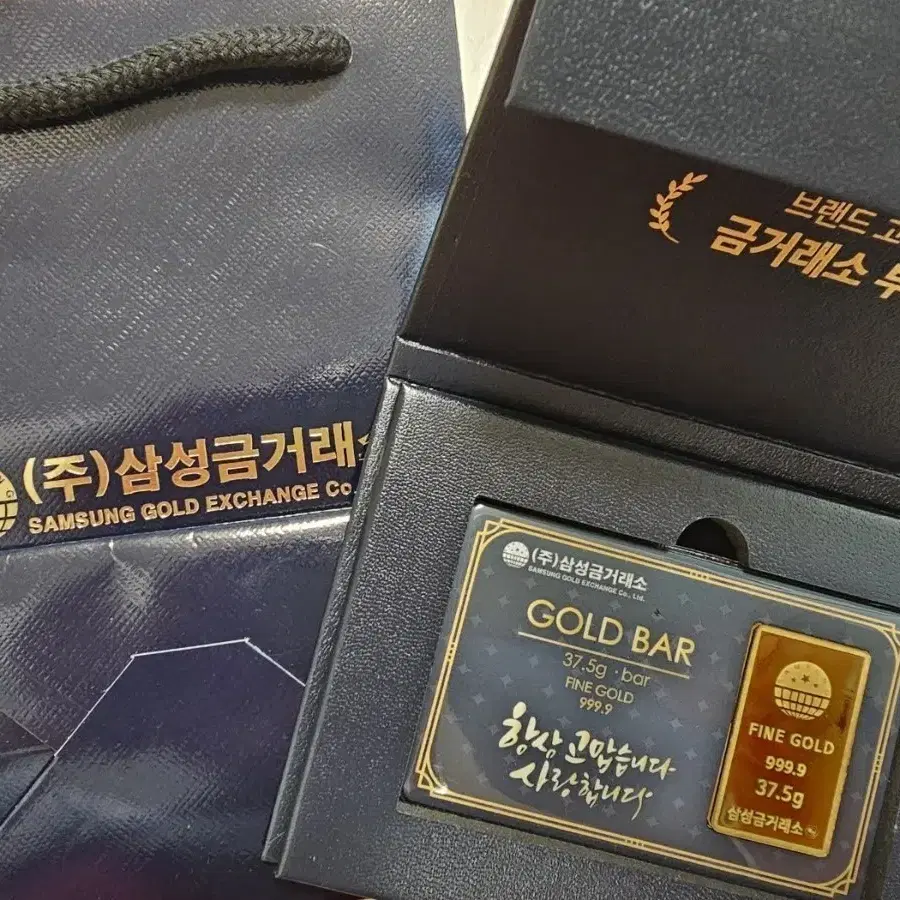 (주)삼성금거래소
SAMSUNG GOLD EXCHANGE Co
브랜드 고
금거래소 부
(주)삼성금거래소
SAMSUNG GOLD EXCHANGE Co., Ltd.
GOLD BAR
37.5g · bar
FINE GOLD
999.9
항상 고맙습니다
사랑합니다
FINE GOLD
999.9
37.5g
삼성금거래소